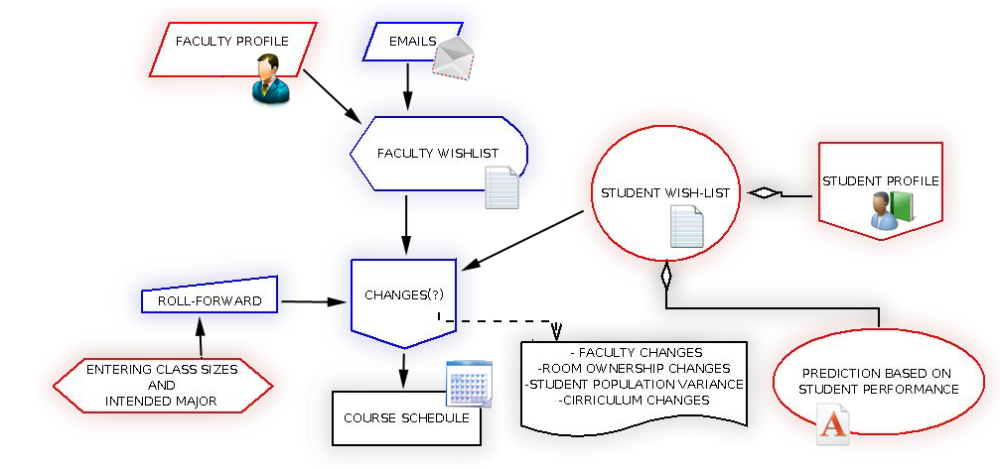 FACULTY PROFILE
EMAILS
FACULTY WISHLIST
STUDENT WISH-LIST
STUDENT PROFILE
ROLL-FORWARD
CHANGES(?)
ENTERING CLASS SIZES
AND
INTENDED MAJOR
COURSE SCHEDULE
- FACULTY CHANGES
-ROOM OWNERSHIP CHANGES
-STUDENT POPULATION VARIANCE
-CIRRICULUM CHANGES
PREDICTION BASED ON
STUDENT PERFORMANCE
A